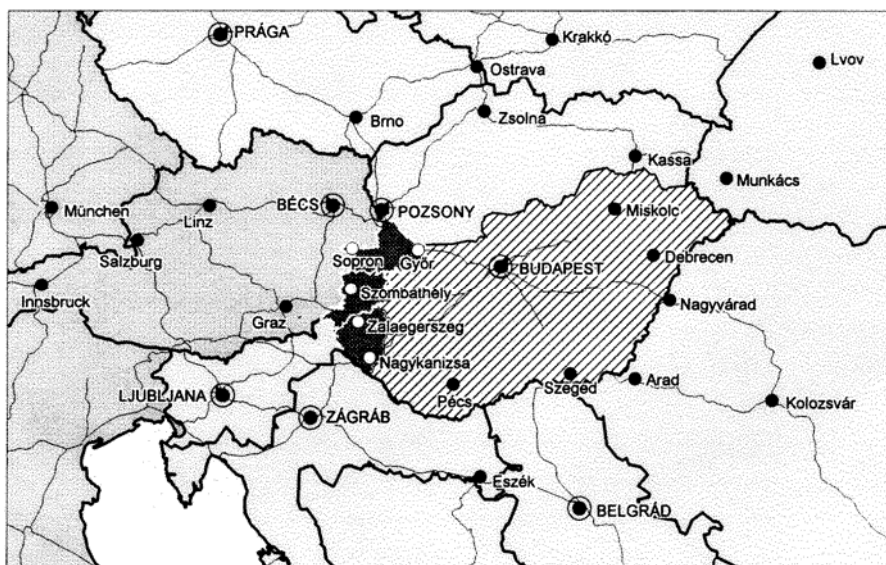 PRÁGA
Krakkó
Ostrava
Lvov
Brno
Zsolna
Kassa
Munkács
München
Linz
BÉCS
POZSONY
Miskolc
Salzburg
Sopron
Győr
BUDAPEST
Debrecen
Innsbruck
Szombathely
Nagyvárad
Graz
Zalaegerszeg
Nagykanizsa
LJUBLJANA
Pécs
Szeged
Arad
Kolozsvár
ZÁGRÁB
Eszék
BELGRÁD